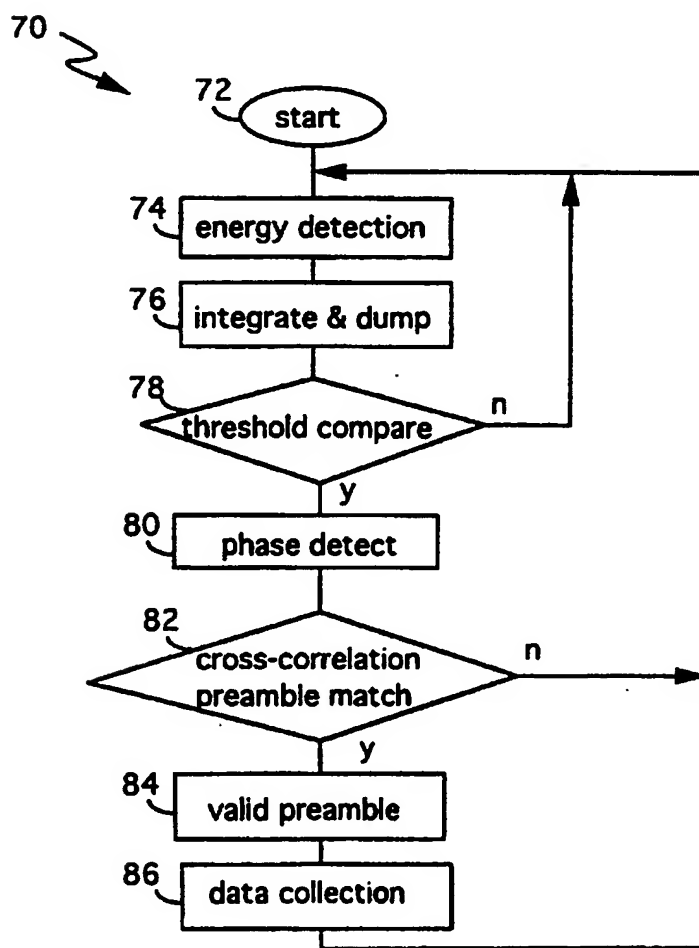 70
72
start
74
energy detection
76
integrate & dump
78
threshold compare
n
y
80
phase detect
82
cross-correlation
preamble match
n
y
84
valid preamble
86
data collection